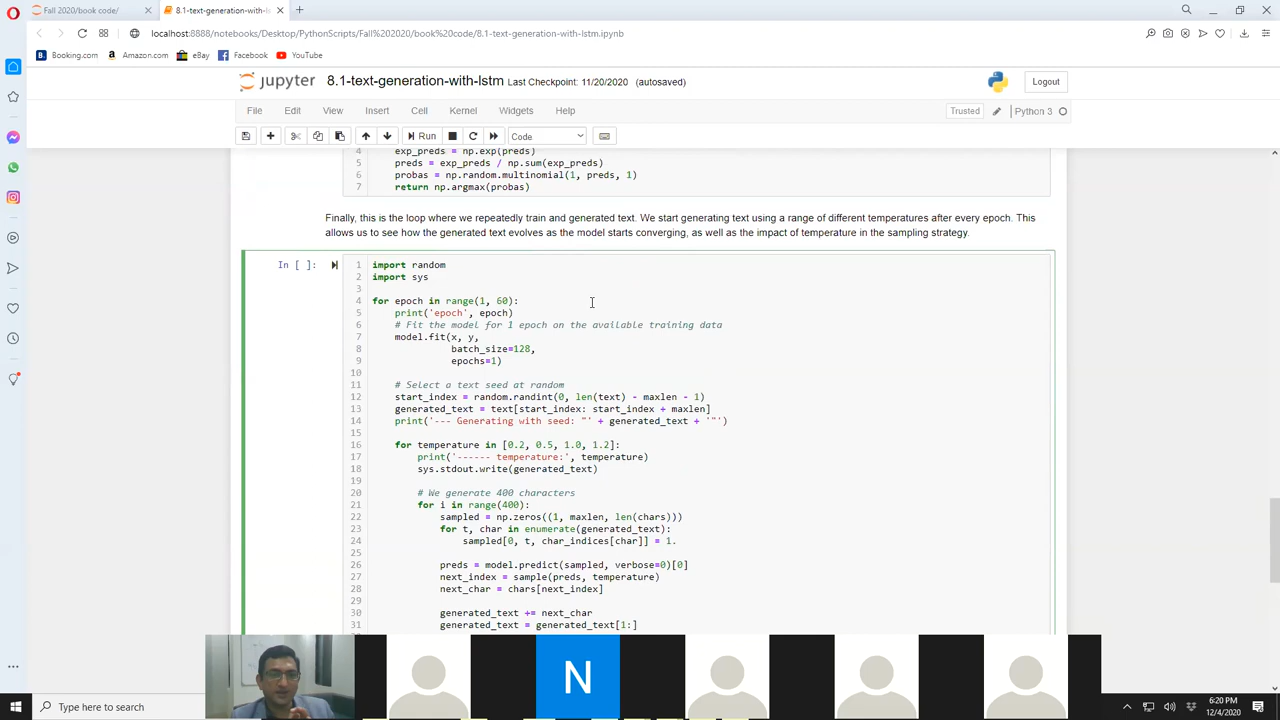 Fall 2020/book code/
8.1-text-generation-with-ls
localhost:8888/notebooks/Desktop/PythonScripts/Fall%202020/book%20code/8.1-text-generation-with-lstm.ipynb
Booking.com
Amazon.com
eBay
Facebook
YouTube
jupyter 8.1-text-generation-with-lstm Last Checkpoint: 11/20/2020 (autosaved)
Logout
File Edit View Insert Cell Kernel Widgets Help
Trusted
Python 3
Run
Code
4 exp_preds = np.exp(preds)
5 preds = exp_preds / np.sum(exp_preds)
6 probas = np.random.multinomial(1, preds, 1)
7 return np.argmax(probas)
Finally, this is the loop where we repeatedly train and generated text. We start generating text using a range of different temperatures after every epoch. This
allows us to see how the generated text evolves as the model starts converging, as well as the impact of temperature in the sampling strategy.
In [ ]:
1 import random
2 import sys
3
4 for epoch in range(1, 60):
5 print('epoch', epoch)
6 # Fit the model for 1 epoch on the available training data
7 model.fit(x, y,
8 batch_size=128,
9 epochs=1)
10
11 # Select a text seed at random
12 start_index = random.randint(0, len(text) - maxlen - 1)
13 generated_text = text[start_index: start_index + maxlen]
14 print('--- Generating with seed: "' + generated_text + '"')
15
16 for temperature in [0.2, 0.5, 1.0, 1.2]:
17 print('------ temperature:', temperature)
18 sys.stdout.write(generated_text)
19
20 # We generate 400 characters
21 for i in range(400):
22 sampled = np.zeros((1, maxlen, len(chars)))
23 for t, char in enumerate(generated_text):
24 sampled[0, t, char_indices[char]] = 1.
25
26 preds = model.predict(sampled, verbose=0)[0]
27 next_index = sample(preds, temperature)
28 next_char = chars[next_index]
29
30 generated_text += next_char
31 generated_text = generated_text[1:]
N
Type here to search
6:20 PM
12/4/2020